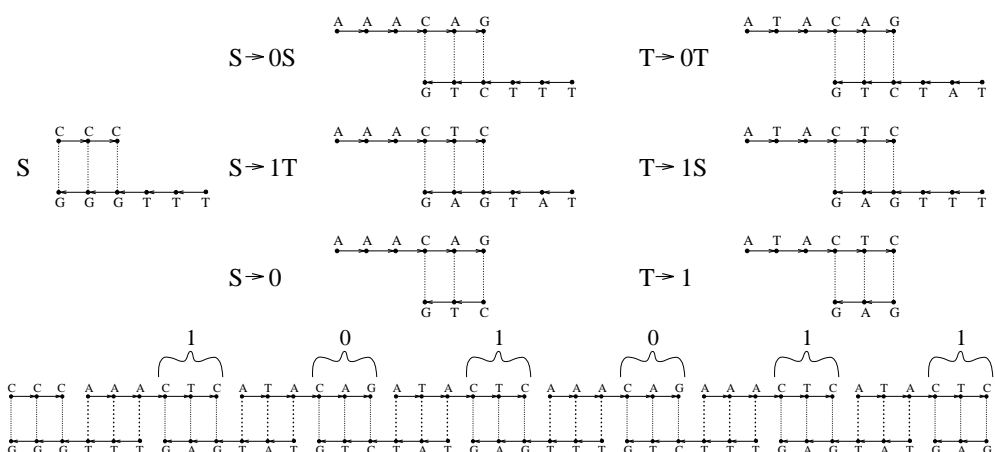 A A A C A G A T A C A G
S→0S T→0T
G T C T T T G T C T A T
C C C A A A C T C A T A C T C
S S→1T T→1S
G G G T T T G A G T A T G A G T T T
A A A C A G A T A C T C
S→0 T→1
G T C G A G
1 0 1 0 1 1
C C C A A A C T C A T A C A G A T A C T C A A A C A G A A A C T C A T A C T C
G G G T T T G A G T A T G T C T A T G A G T T T G T C T T T G A G T A T G A G